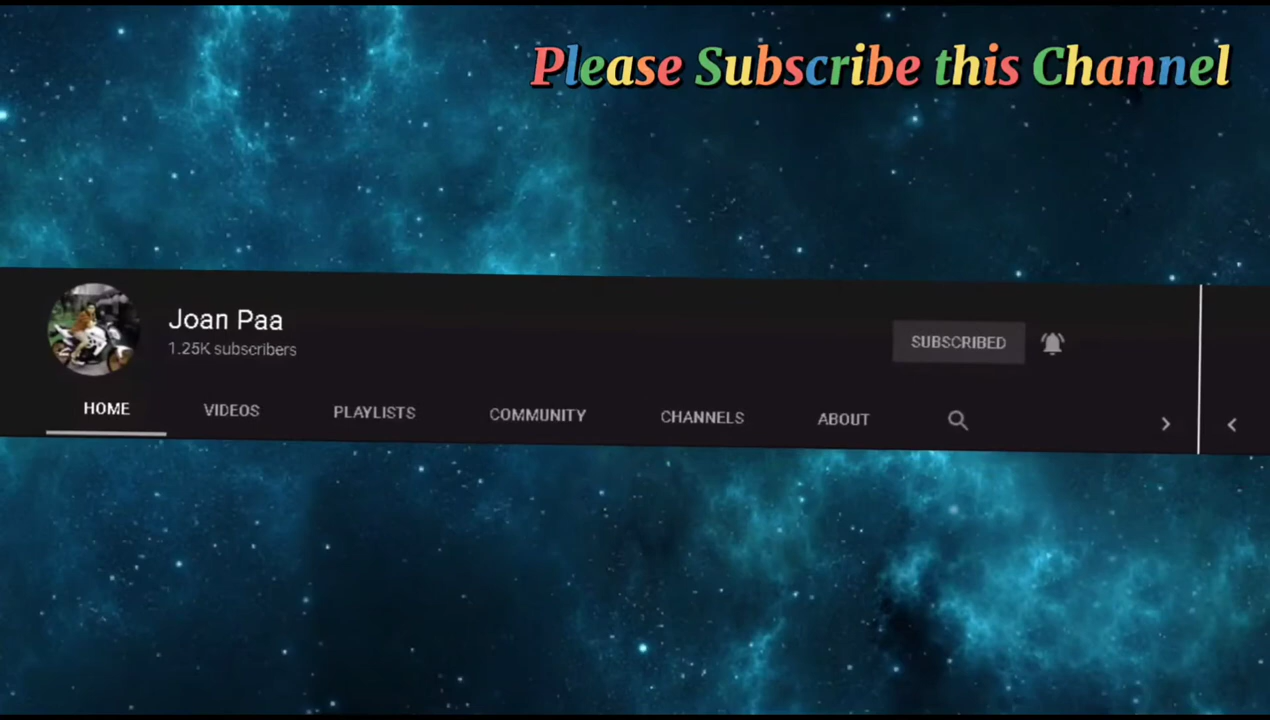 Please Subscribe this Channel
Joan Paa
1.25K subscribers
SUBSCRIBED
HOME VIDEOS PLAYLISTS COMMUNITY CHANNELS ABOUT